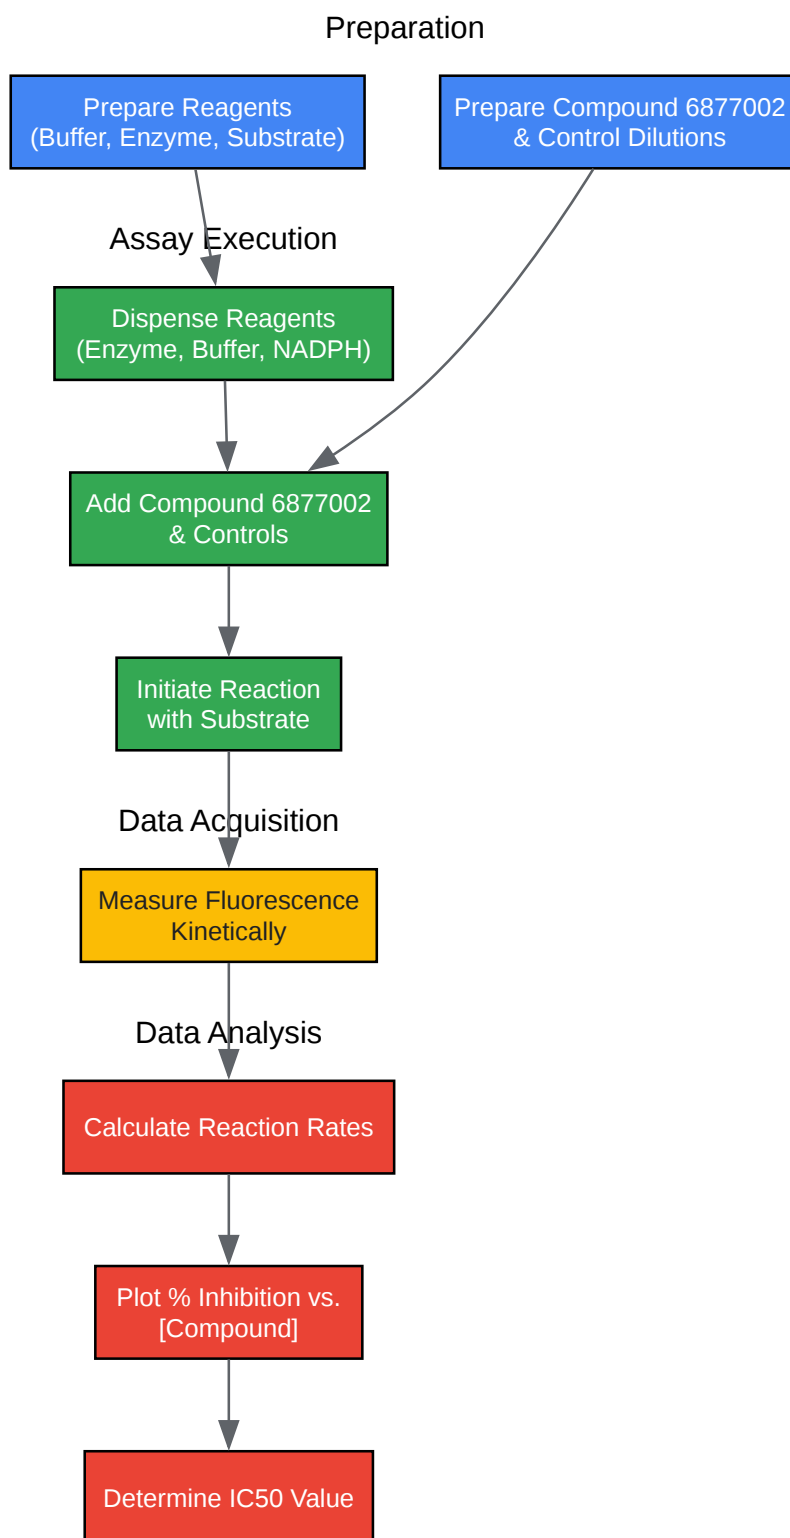 Preparation
Prepare Reagents
(Buffer, Enzyme, Substrate)
Prepare Compound 6877002
& Control Dilutions
Assay Execution
Dispense Reagents
(Enzyme, Buffer, NADPH)
Add Compound 6877002
& Controls
Initiate Reaction
with Substrate
Data Acquisition
Measure Fluorescence
Kinetically
Data Analysis
Calculate Reaction Rates
Plot % Inhibition vs.
[Compound]
Determine IC50 Value